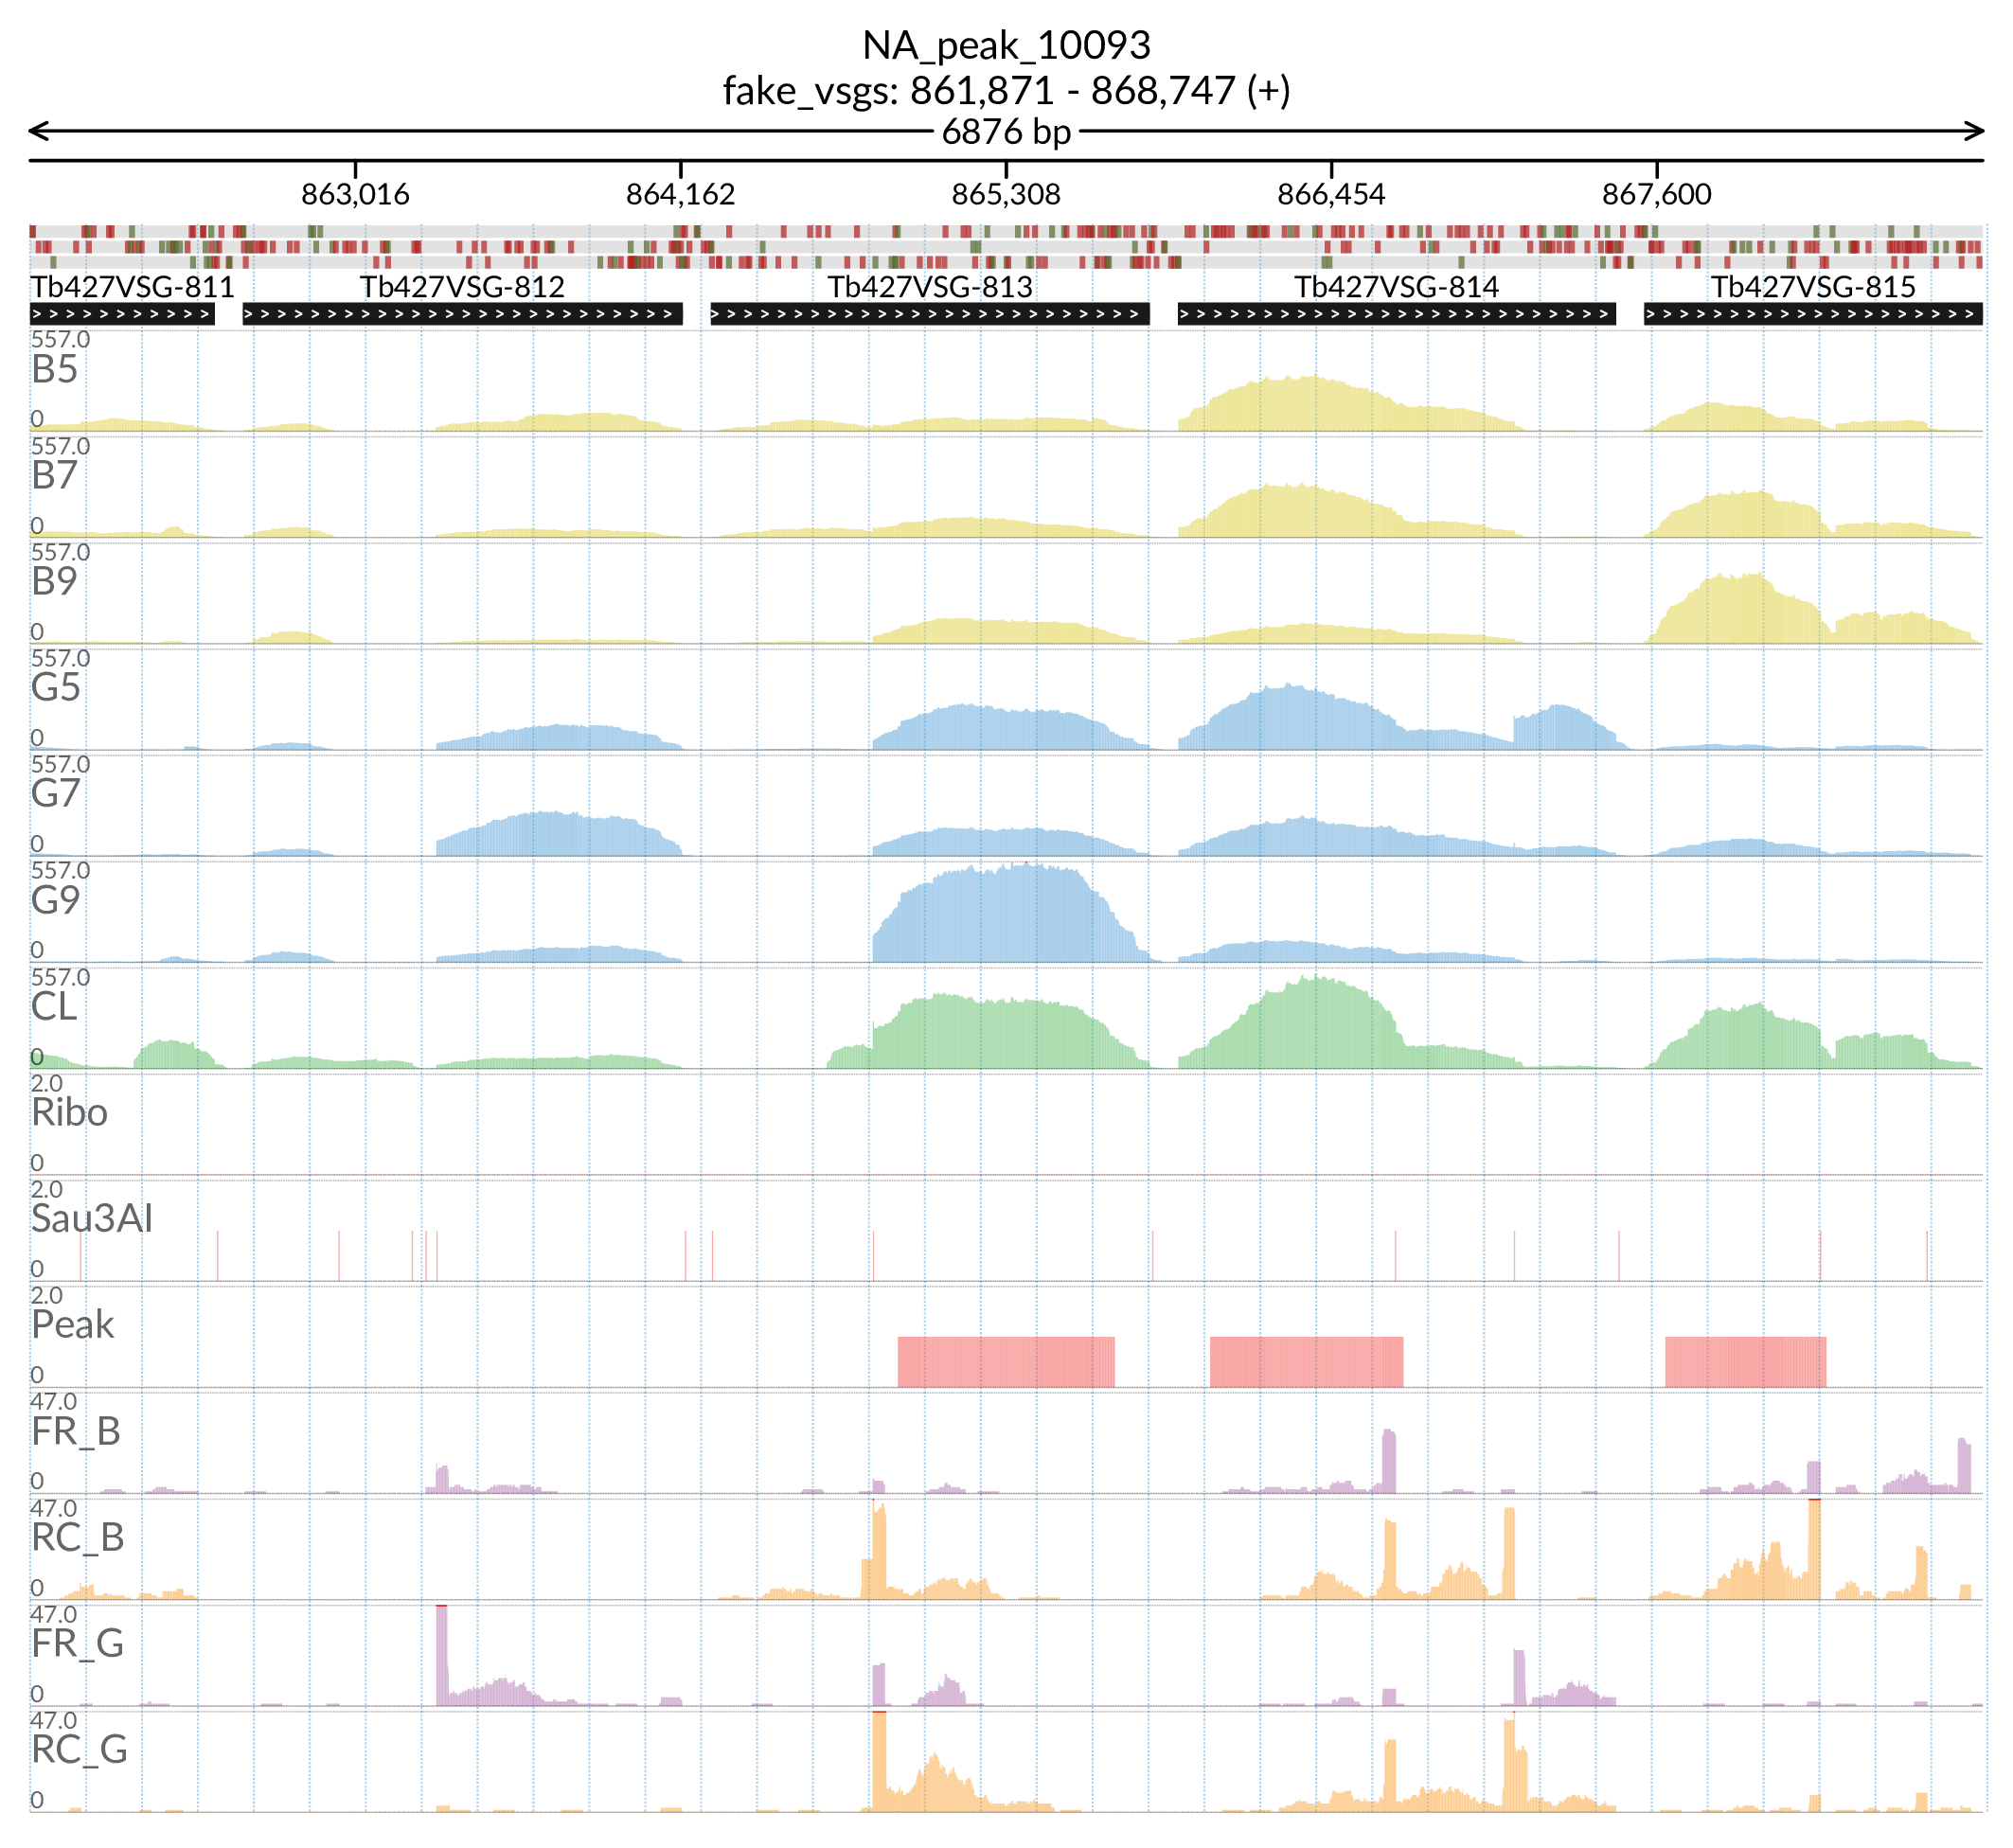 NA_peak_10093
fake_vsgs: 861,871 - 868,747 (+)
6876 bp
863,016 864,162 865,308 866,454 867,600
Tb427VSG-811 Tb427VSG-812 Tb427VSG-813 Tb427VSG-814 Tb427VSG-815
557.0
B5
0
557.0
B7
0
557.0
B9
0
557.0
G5
0
557.0
G7
0
557.0
G9
0
557.0
CL
0
2.0
Ribo
0
2.0
Sau3AI
0
2.0
Peak
0
47.0
FR_B
0
47.0
RC_B
0
47.0
FR_G
0
47.0
RC_G
0